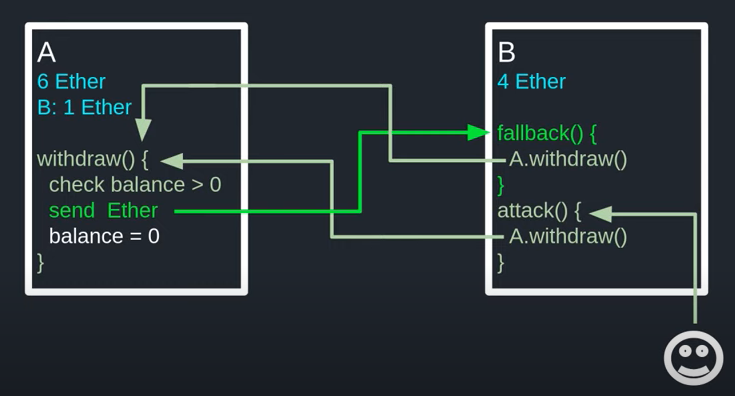 A
6 Ether
B: 1 Ether
withdraw() {
check balance > 0
send Ether
balance = 0
}
B
4 Ether
fallback() {
A.withdraw()
}
attack() {
A.withdraw()
}